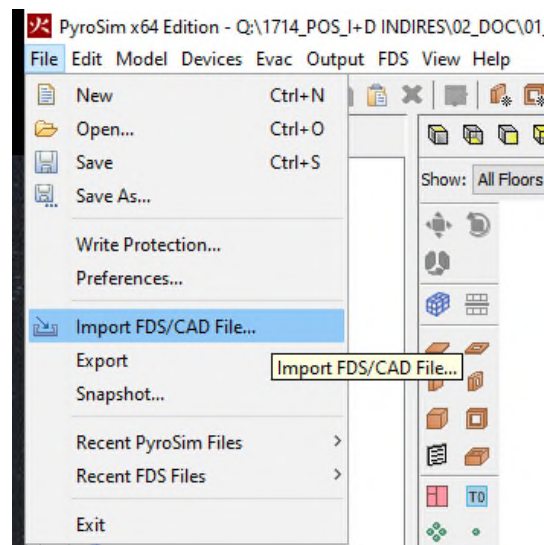 PyroSim x64 Edition - Q:\1714_POS_I+D INDIRES\02_DOC\01_
File Edit Model Devices Evac Output FDS View Help
New Ctrl+N
Open... Ctrl+O
Save Ctrl+S
Save As...
Show: All Floors
Write Protection...
Preferences...
Import FDS/CAD File...
Export
Import FDS/CAD File...
Snapshot...
Recent PyroSim Files >
Recent FDS Files >
T0
Exit